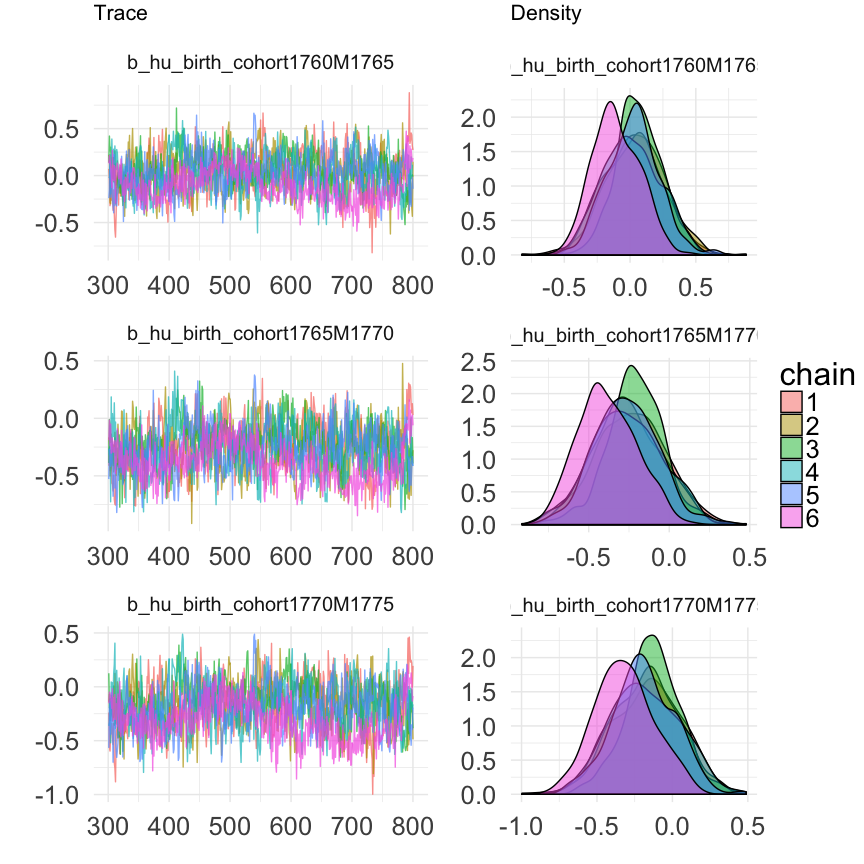 Trace
Density
b_hu_birth_cohort1760M1765
_hu_birth_cohort1760M176
0.5
0.0
-0.5
300 400 500 600 700 800
2.0
1.5
1.0
0.5
0.0
-0.5 0.0 0.5
b_hu_birth_cohort1765M1770
_hu_birth_cohort1765M177
0.5
0.0
-0.5
300 400 500 600 700 800
2.5
2.0
1.5
1.0
0.5
0.0
-0.5 0.0 0.5
chain
1
2
3
4
5
6
b_hu_birth_cohort1770M1775
_hu_birth_cohort1770M177
0.5
0.0
-0.5
-1.0
300 400 500 600 700 800
2.0
1.5
1.0
0.5
0.0
-1.0 -0.5 0.0 0.5